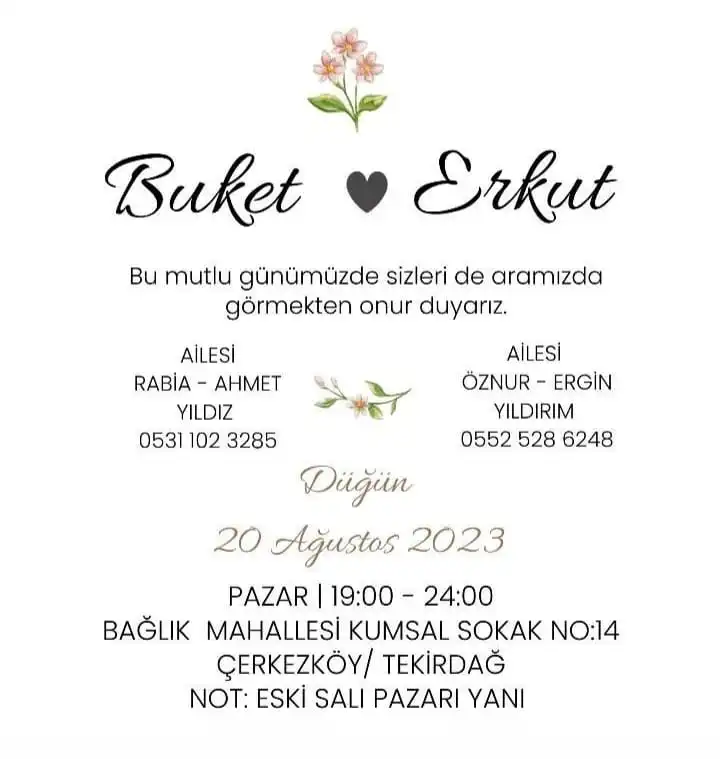 Buket Erkut
Bu mutlu günümüzde sizleri de aramızda
görmekten onur duyarız.
AİLESİ
RABİA - AHMET
YILDIZ
0531 102 3285
AİLESİ
ÖZNUR - ERGİN
YILDIRIM
0552 528 6248
Düğün
20 Ağustos 2023
PAZAR | 19:00 - 24:00
BAĞLIK MAHALLESİ KUMSAL SOKAK NO:14
ÇERKEZKÖY/ TEKİRDAĞ
NOT: ESKİ SALI PAZARI YANI